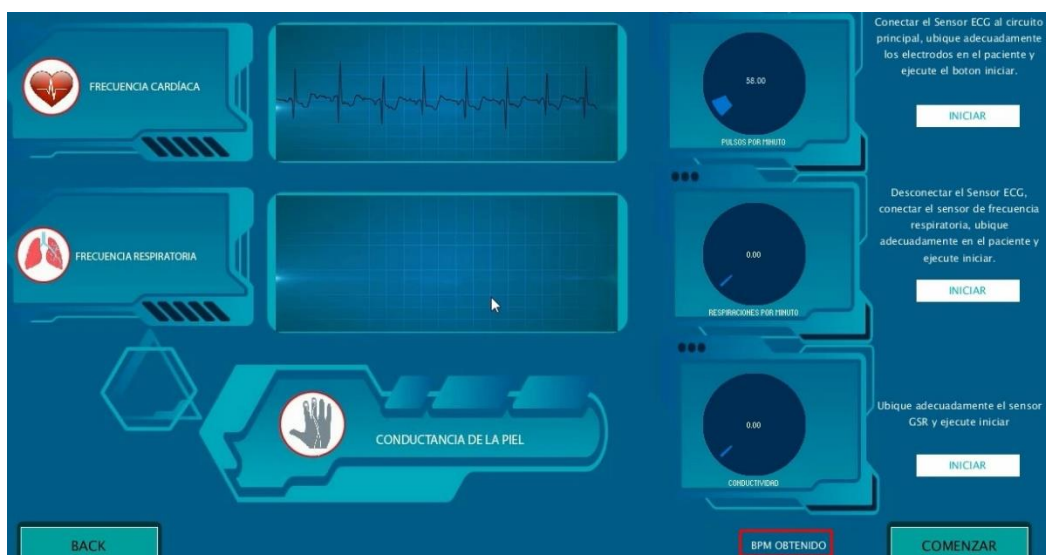 FRECUENCIA CARDÍACA
58.00
PULSOS POR MINUTO
Conectar el Sensor ECG al circuito
principal, ubique adecuadamente
los electrodos en el paciente y
ejecute el boton iniciar.
INICIAR
FRECUENCIA RESPIRATORIA
0.00
RESPIRACIONES POR MINUTO
Desconectar el Sensor ECG,
conectar el sensor de frecuencia
respiratoria, ubique
adecuadamente en el paciente y
ejecute iniciar.
INICIAR
CONDUCTANCIA DE LA PIEL
0.00
CONDUCTIVIDAD
Ubique adecuadamente el sensor
GSR y ejecute iniciar
INICIAR
BACK
BPM OBTENIDO
COMENZAR